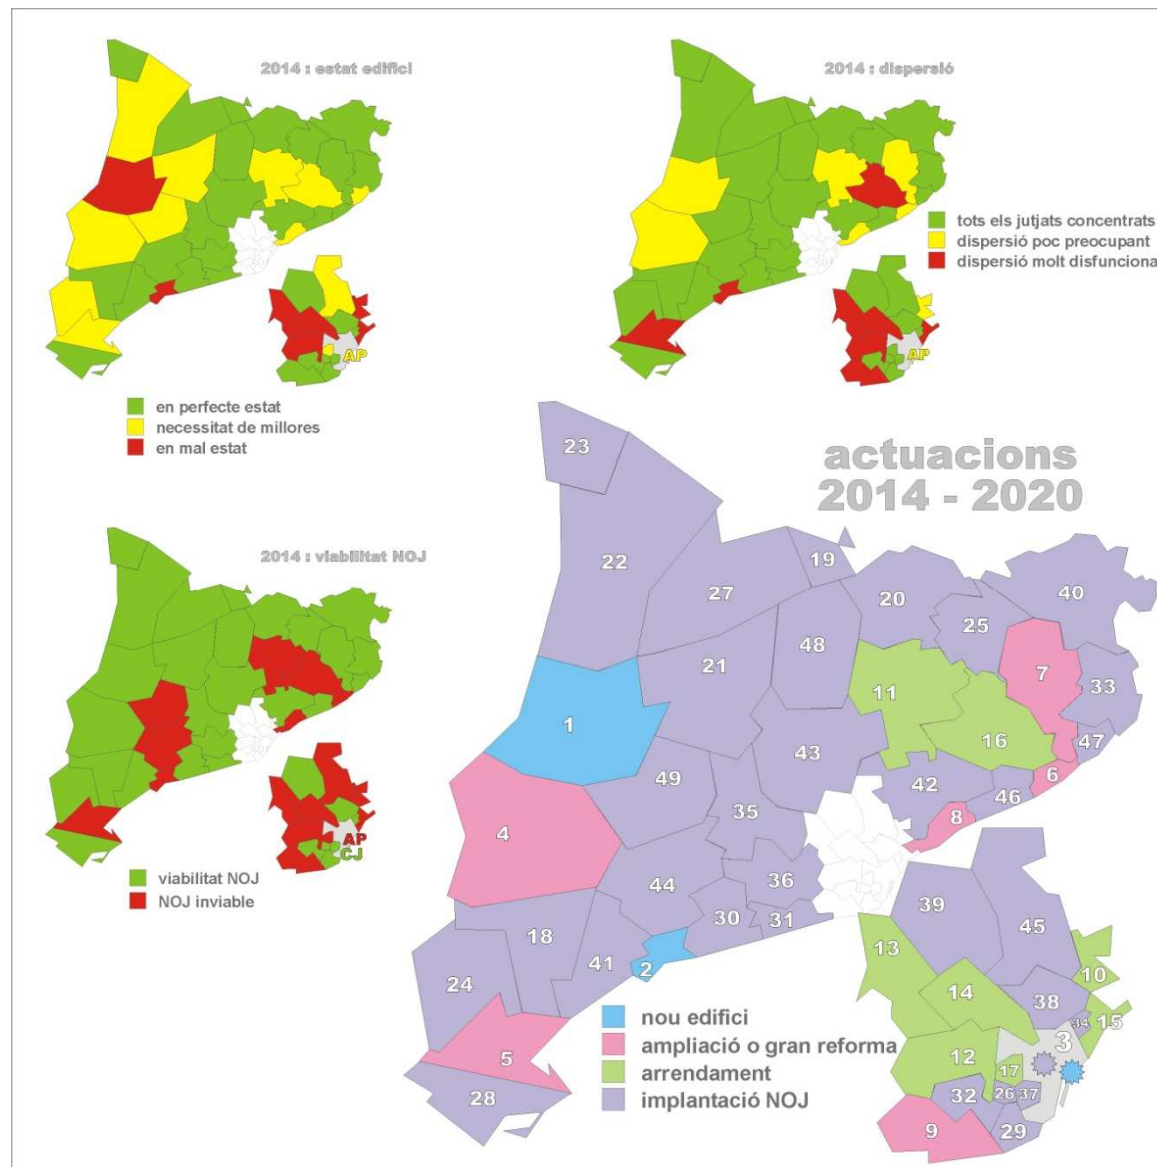 2014 : estat edifici
AP
en perfecte estat
necessitat de millores
en mal estat
2014 : dispersió
tots els jutjats concentrats
dispersió poc preocupant
dispersió molt disfunciona
AP
2014 : viabilitat NOJ
AP
CJ
viabilitat NOJ
NOJ inviable
actuacions
2014 - 2020
23
22
19
27
20
40
25
48
21
7
33
11
1
16
47
43
6
49
42
46
8
35
4
36
44
39
45
30
31
18
13
41
2
10
24
14
38
34
15
3
5
12
17
28
32
26
37
9
29
nou edifici
ampliació o gran reforma
arrendament
implantació NOJ